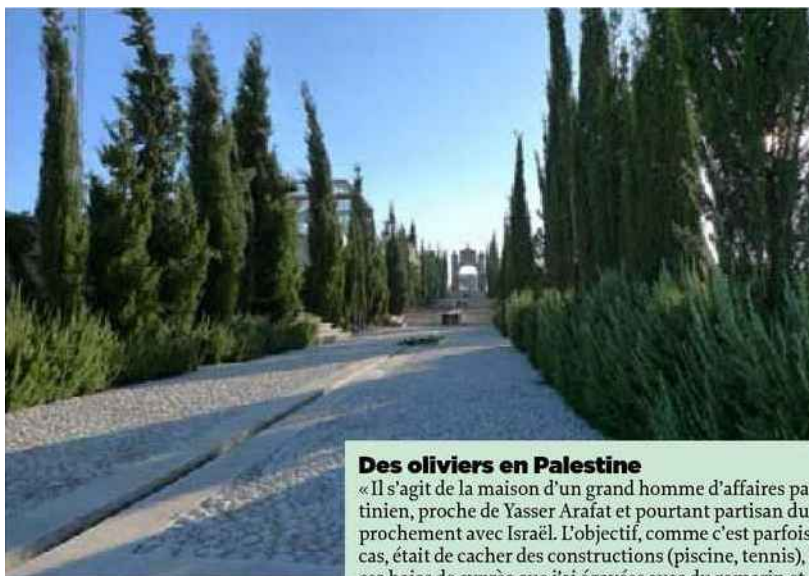 Des oliviers en Palestine
«Il s'agit de la maison d'un grand homme d'affaires pa
tinien, proche de Yasser Arafat et pourtant partisan du
prochement avec Israël. L'objectif, comme c'est parfois
cas, était de cacher des constructions (piscine, tennis),